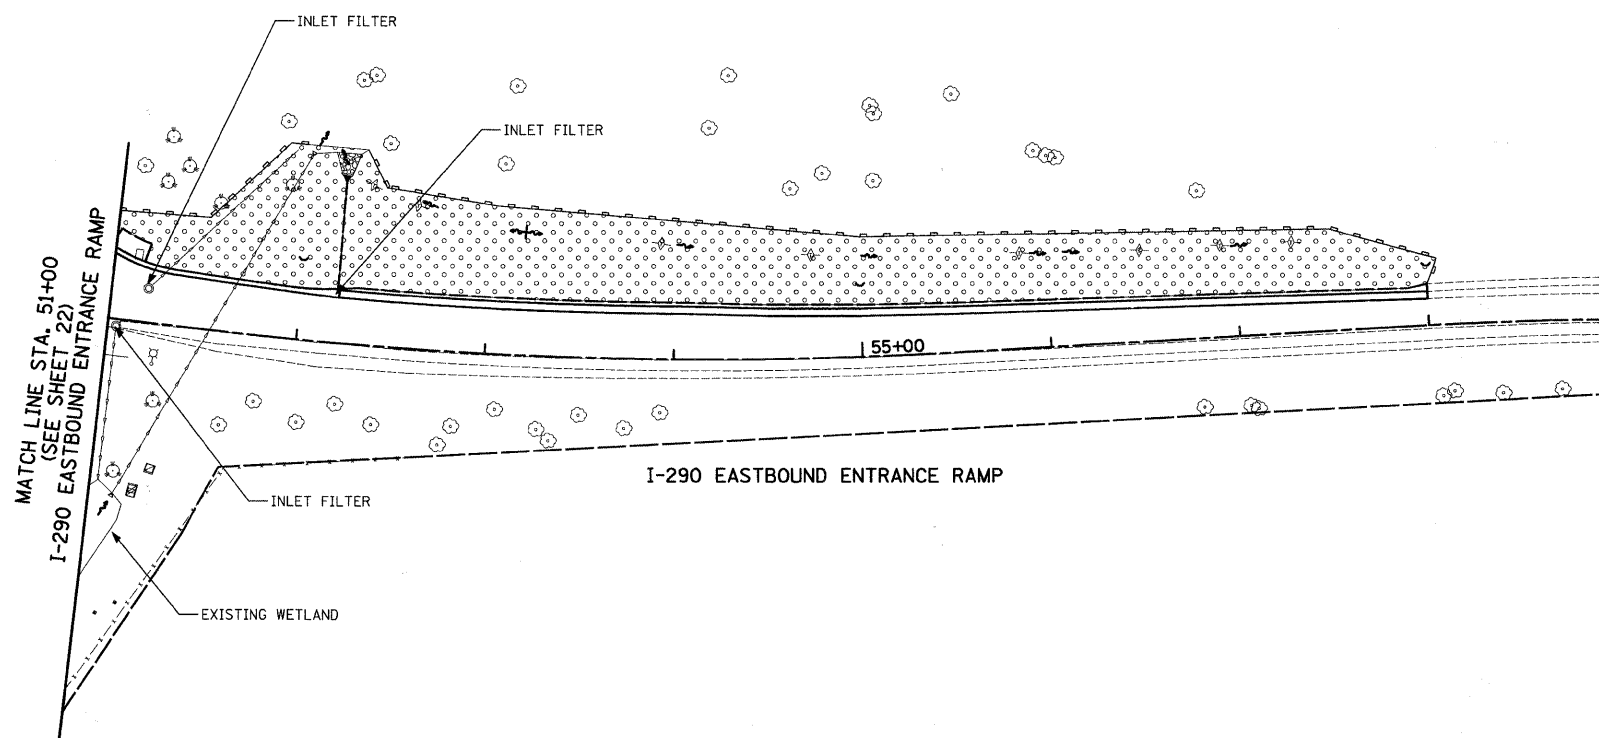 INLET FILTER
INLET FILTER
MATCH LINE STA. 51+00
(SEE SHEET 22)
I-290 EASTBOUND ENTRANCE RAMP
55+00
I-290 EASTBOUND ENTRANCE RAMP
INLET FILTER
EXISTING WETLAND